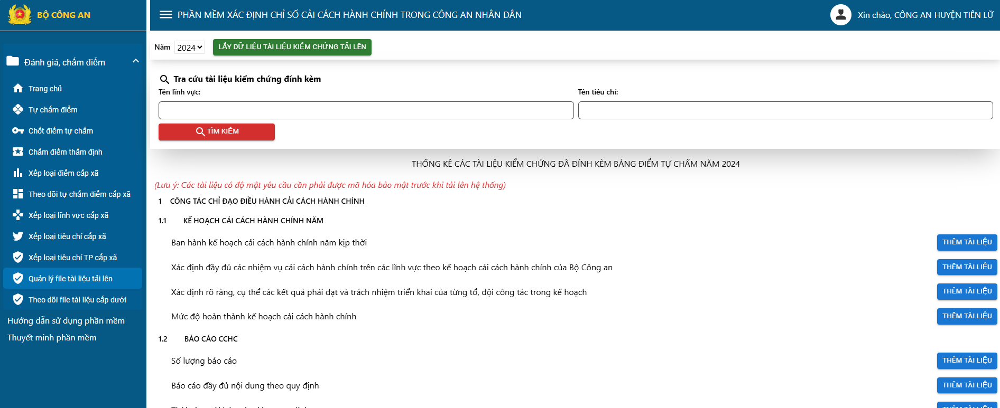 BỘ CÔNG AN
PHẦN MỀM XÁC ĐỊNH CHỈ SỐ CẢI CÁCH HÀNH CHÍNH TRONG CÔNG AN NHÂN DÂN
Xin chào, CÔNG AN HUYỆN TIÊN LỮ
Đánh giá, chấm điểm
Trang chủ
Tự chấm điểm
Chốt điểm tự chấm
Chấm điểm thẩm định
Xếp loại điểm cấp xã
Theo dõi tự chấm điểm cấp xã
Xếp loại lĩnh vực cấp xã
Xếp loại tiêu chí cấp xã
Xếp loại tiêu chí TP cấp xã
Quản lý file tài liệu tải lên
Theo dõi file tài liệu cấp dưới
Hướng dẫn sử dụng phần mềm
Thuyết minh phần mềm
Năm 2024 LẤY DỮ LIỆU TÀI LIỆU KIỂM CHỨNG TẢI LÊN
Tra cứu tài liệu kiểm chứng đính kèm
Tên lĩnh vực: Tên tiêu chí:
TÌM KIẾM
THỐNG KÊ CÁC TÀI LIỆU KIỂM CHỨNG ĐÃ ĐÍNH KÈM BẢNG ĐIỂM TỰ CHẤM NĂM 2024
(Lưu ý: Các tài liệu có độ mật yêu cầu cần phải được mã hóa bảo mật trước khi tải lên hệ thống)
1 CÔNG TÁC CHỈ ĐẠO ĐIỀU HÀNH CẢI CÁCH HÀNH CHÍNH
1.1 KẾ HOẠCH CẢI CÁCH HÀNH CHÍNH NĂM
Ban hành kế hoạch cải cách hành chính năm kịp thời THÊM TÀI LIỆU
Xác định đầy đủ các nhiệm vụ cải cách hành chính trên các lĩnh vực theo kế hoạch cải cách hành chính của Bộ Công an THÊM TÀI LIỆU
Xác định rõ ràng, cụ thể các kết quả phải đạt và trách nhiệm triển khai của từng tổ, đội công tác trong kế hoạch THÊM TÀI LIỆU
Mức độ hoàn thành kế hoạch cải cách hành chính THÊM TÀI LIỆU
1.2 BÁO CÁO CCHC
Số lượng báo cáo THÊM TÀI LIỆU
Báo cáo đầy đủ nội dung theo quy định THÊM TÀI LIỆU